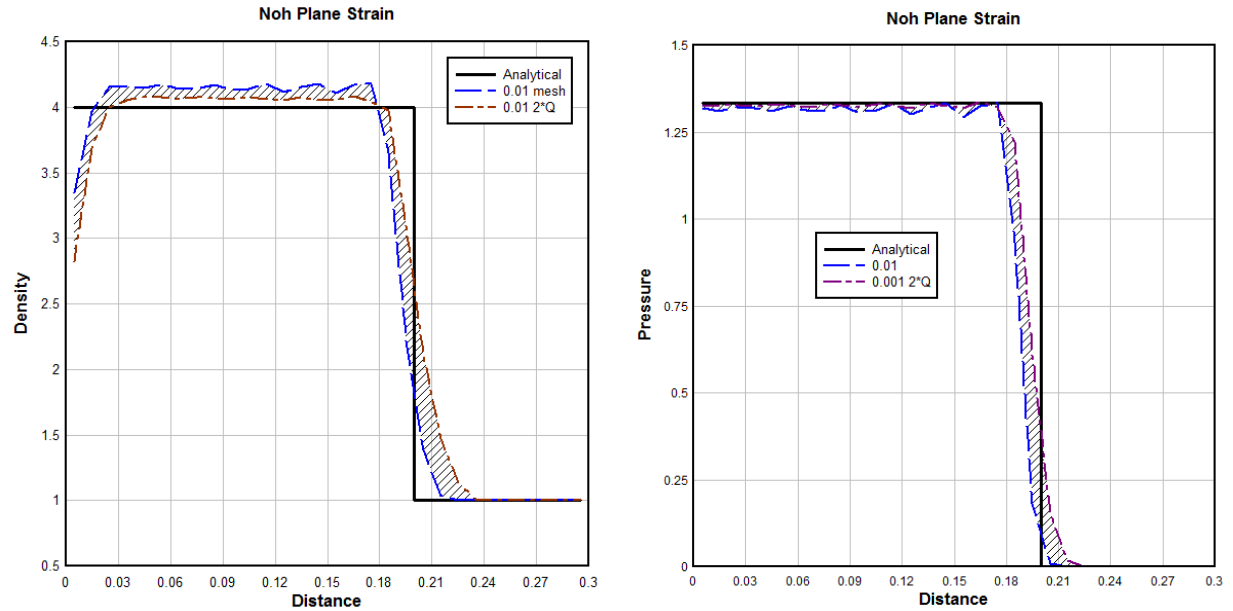 Noh Plane Strain
4.5
4
3.5
3
2.5
2
1.5
1
0.5
Density
Analytical
0.01 mesh
0.01 2*Q
0 0.03 0.06 0.09 0.12 0.15 0.18 0.21 0.24 0.27 0.3
Distance
Noh Plane Strain
1.5
1.25
1
0.75
0.5
0.25
0
Pressure
Analytical
0.01
0.001 2*Q
0 0.03 0.06 0.09 0.12 0.15 0.18 0.21 0.24 0.27 0.3
Distance